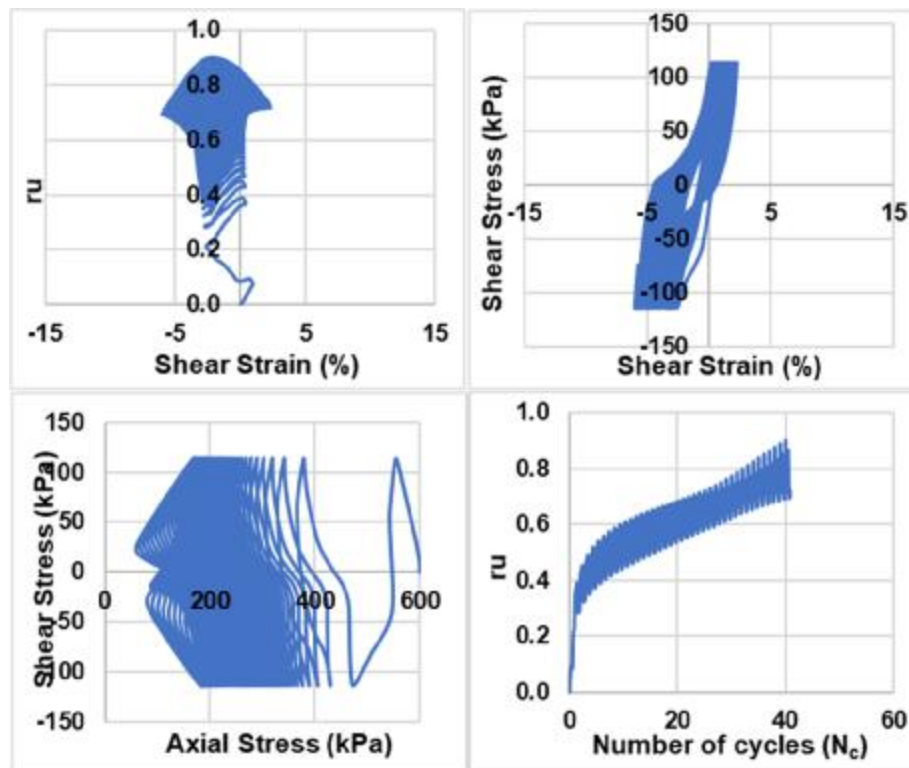 1.0
0.8
0.6
0.4
0.2
0.0
ru
-15 -5 5 15
Shear Strain (%)
150
100
50
0
-50
-100
-150
Shear Stress (kPa)
-15 -5 5 15
Shear Strain (%)
150
100
50
0
-50
-100
-150
Shear Stress (kPa)
0 200 400 600
Axial Stress (kPa)
1.0
0.8
0.6
0.4
0.2
0.0
ru
0 20 40 60
Number of cycles (Nc)